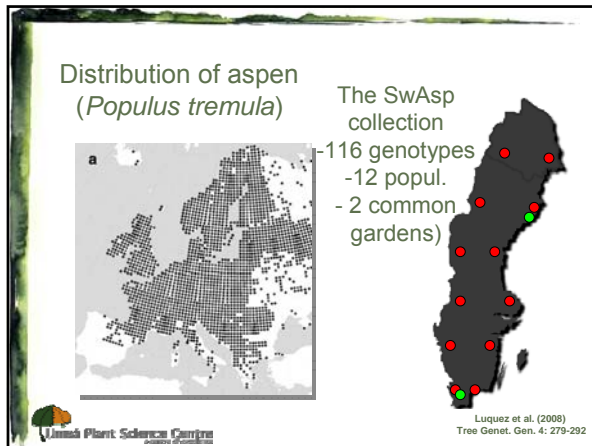 Distribution of aspen
(Populus tremula)
The SwAsp
collection
-116 genotypes
-12 popul.
- 2 common
gardens)
a
Umeå Plant Science Centre
Luquez et al. (2008)
Tree Genet. Gen. 4: 279-292